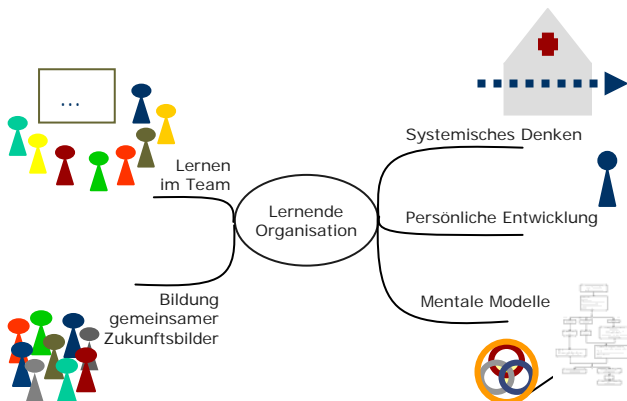 ...
Systemisches Denken
Lernen
im Team
Lernende
Organisation
Persönliche Entwicklung
Bildung
gemeinsamer
Zukunftsbilder
Mentale Modelle